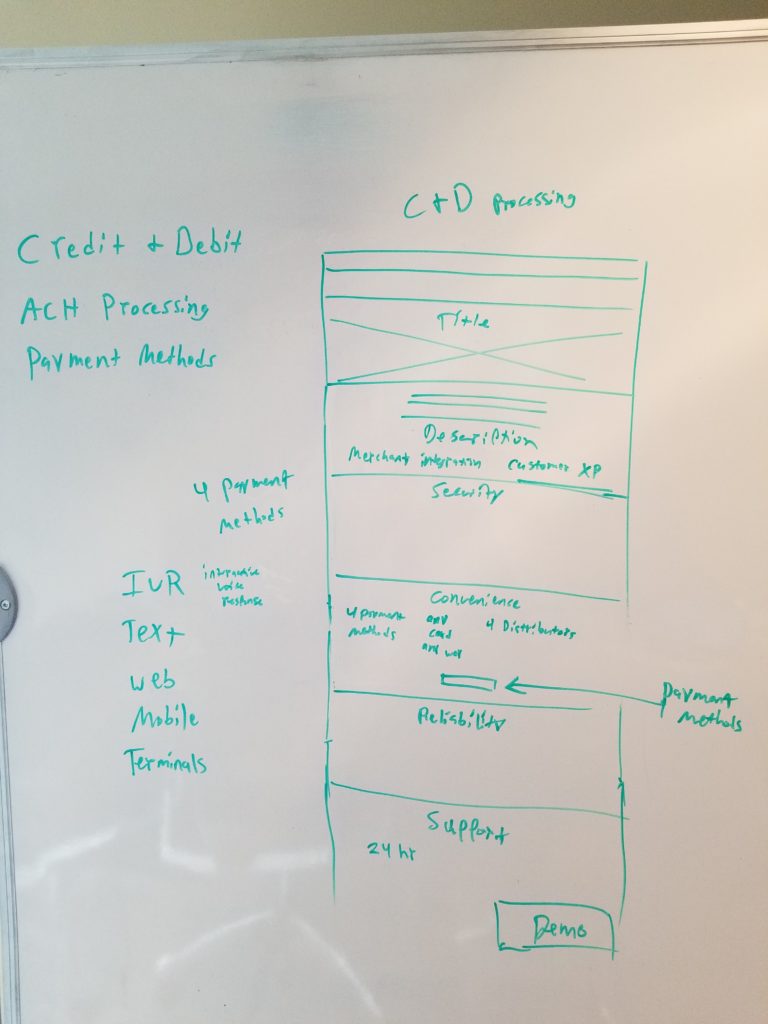 C + D Processing
Credit + Debit
ACH Processing
Payment Methods
Title
Description
Merchant integration Customer XP
4 payment
methods
Security
IVR interactive
voice
response
Text
Web
Mobile
Terminals
Convenience
4 payment
methods
any
card
any way
4 Distributors
Payment
Methods
Reliability
Support
24 hr
Demo